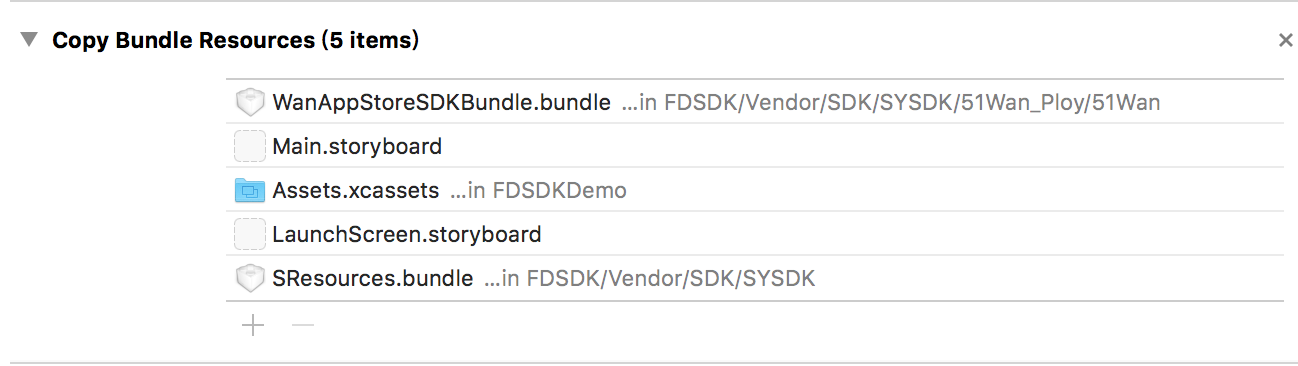 Copy Bundle Resources (5 items)
WanAppStoreSDKBundle.bundle ...in FDSDK/Vendor/SDK/SYSDK/51Wan_Ploy/51Wan
Main.storyboard
Assets.xcassets ...in FDSDKDemo
LaunchScreen.storyboard
SResources.bundle ...in FDSDK/Vendor/SDK/SYSDK